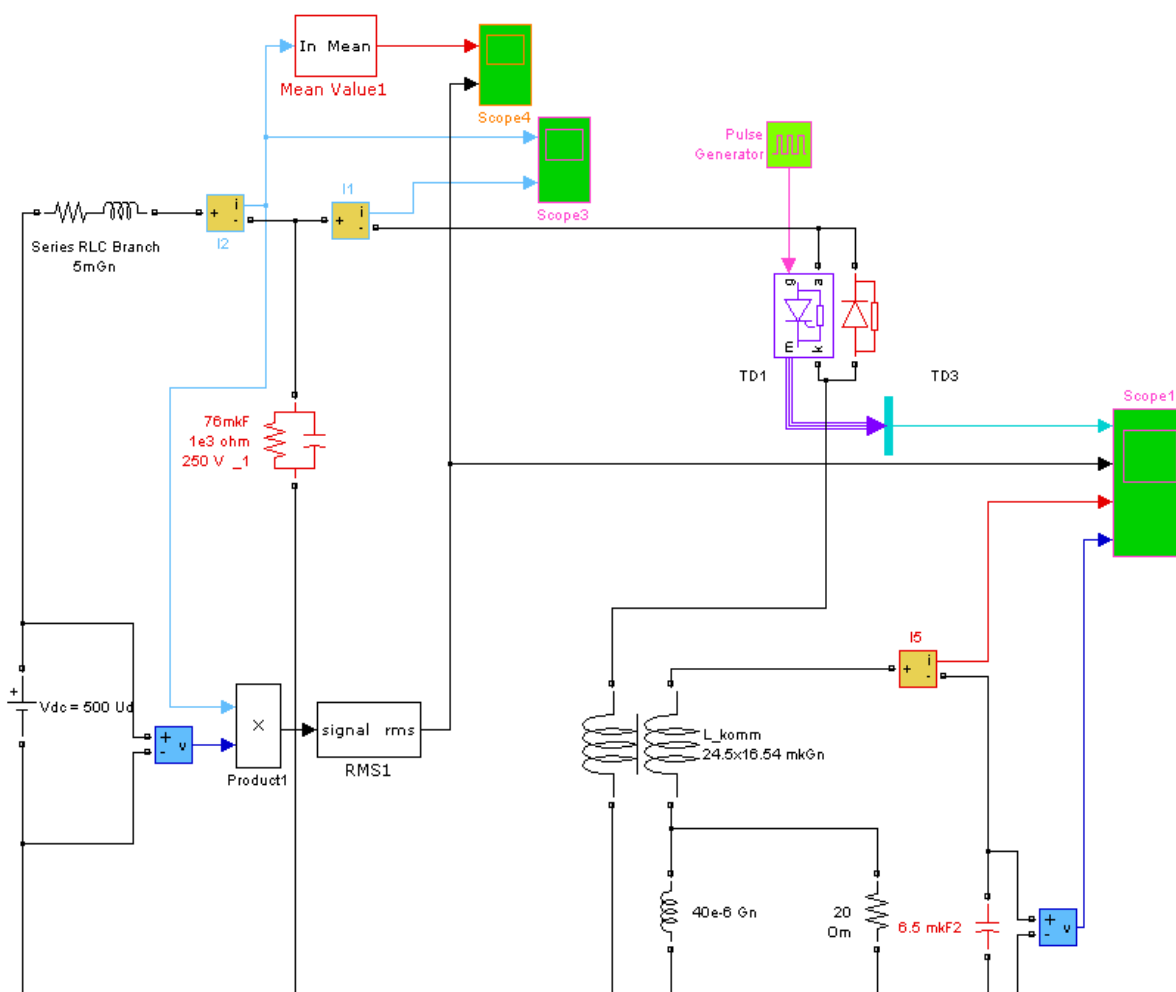 In Mean
Mean Value1
Scope4
Scope3
Pulse
Generator
+ i -
I2
I1
+ i -
Series RLC Branch
5mGn
g a
m k
TD1
TD3
Scope1
76mkF
1e3 ohm
250 V _1
I5
+ i -
+
Vdc = 500 Ud
+ - v
×
Product1
signal rms
RMS1
L_komm
24.5x16.54 mkGn
40e-6 Gn
20
Om
6.5 mkF2
+ - v